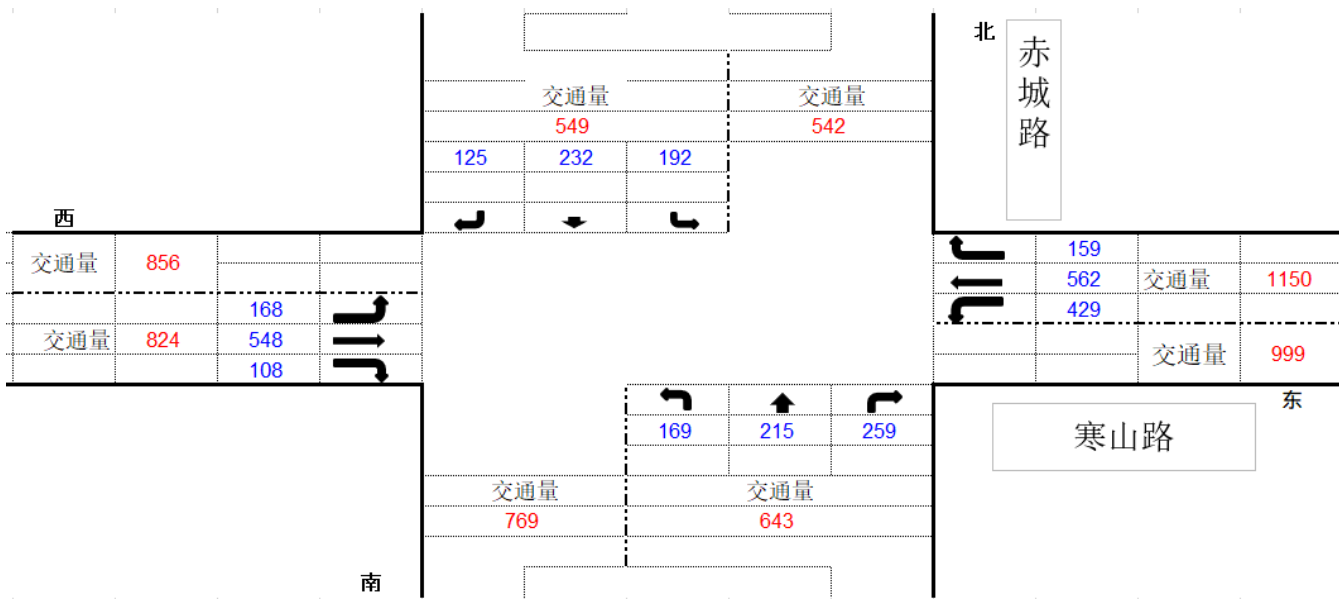 北
赤城路
交通量 交通量
549 542
125 232 192
西
交通量 856
168
交通量 824 548
108
159
562 交通量 1150
429
交通量 999
东
寒山路
169 215 259
交通量 交通量
769 643
南